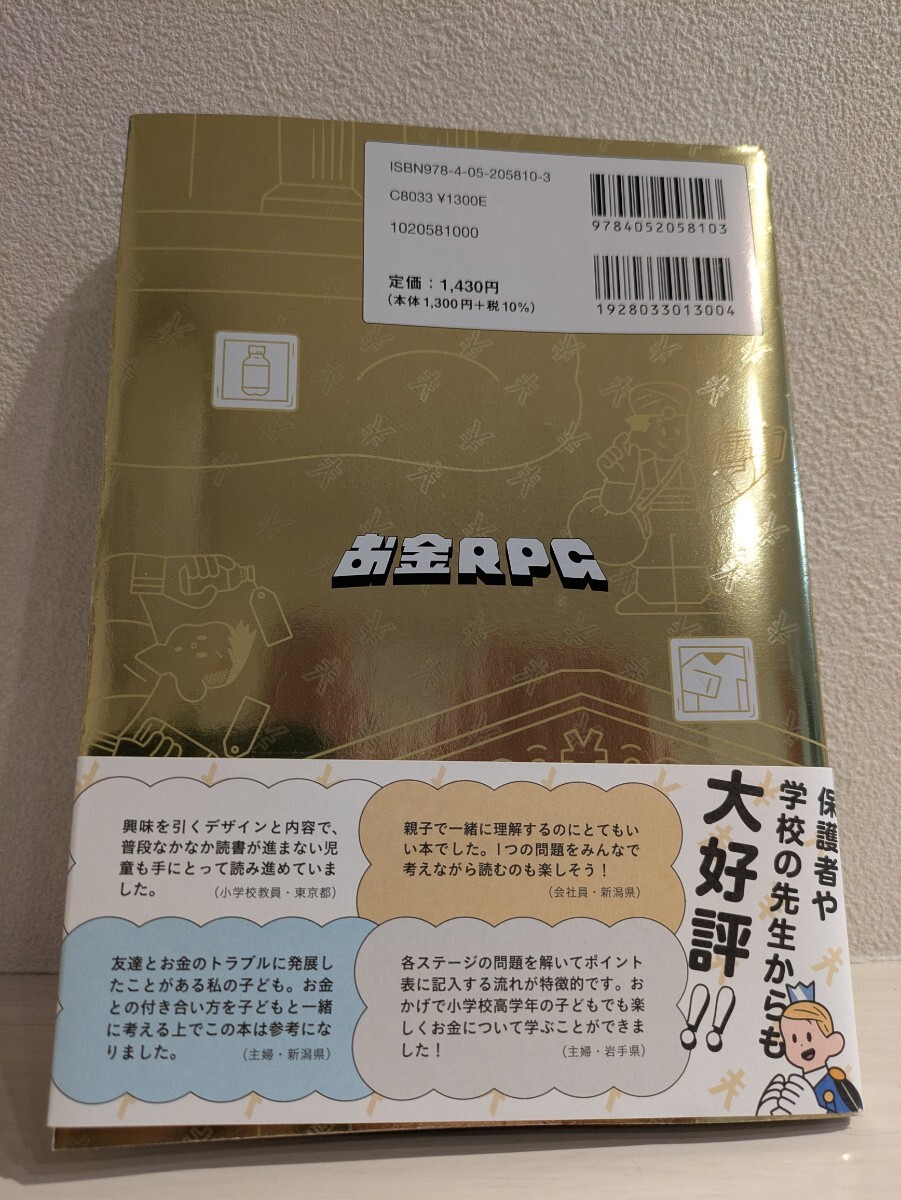 ISBN978-4-05-205810-3
C8033 ¥1300E
1020581000
定価：1,430円
（本体1,300円＋税10%）
9784052058103
1928033013004
お金RPG
保護者や
学校の先生からも
大好評!!
興味を引くデザインと内容で、
普段なかなか読書が進まない児
童も手にとって読み進めていま
した。
（小学校教員・東京都）
親子で一緒に理解するのにとてもい
い本でした。1つの問題をみんなで
考えながら読むのも楽しそう！
（会社員・新潟県）
友達とお金のトラブルに発展し
たことがある私の子ども。お金
との付き合い方を子どもと一緒
に考える上でこの本は参考にな
りました。
（主婦・新潟県）
各ステージの問題を解いてポイント
表に記入する流れが特徴的です。お
かげで小学校高学年の子どもでも楽
しくお金について学ぶことができま
した！
（主婦・岩手県）